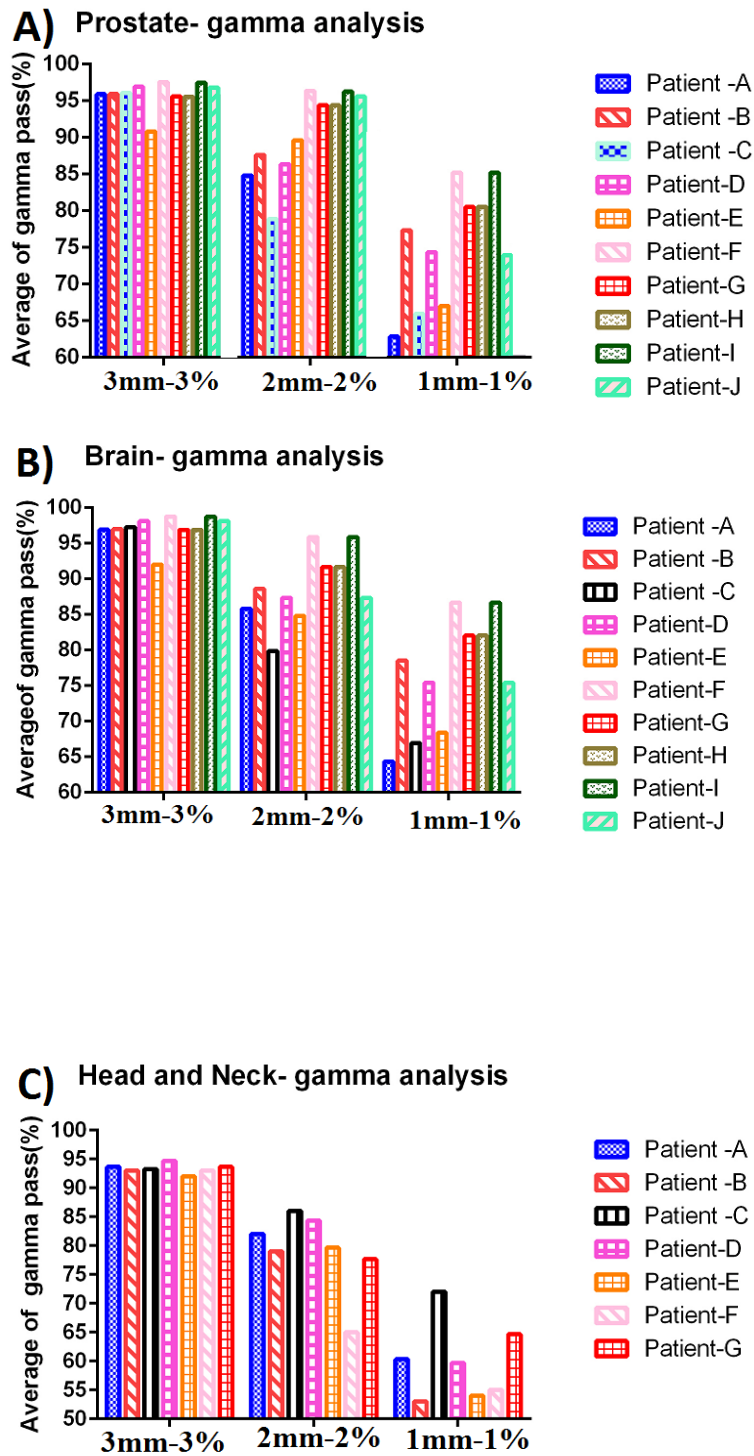 A) Prostate- gamma analysis
Average of gamma pass(%)
100
95
90
85
80
75
70
65
60
3mm-3% 2mm-2% 1mm-1%
Patient -A
Patient -B
Patient -C
Patient-D
Patient-E
Patient-F
Patient-G
Patient-H
Patient-I
Patient-J
B) Brain- gamma analysis
Averageof gamma pass(%)
100
95
90
85
80
75
70
65
60
3mm-3% 2mm-2% 1mm-1%
Patient -A
Patient -B
Patient -C
Patient-D
Patient-E
Patient-F
Patient-G
Patient-H
Patient-I
Patient-J
C) Head and Neck- gamma analysis
Average of gamma pass(%)
100
95
90
85
80
75
70
65
60
55
50
3mm-3% 2mm-2% 1mm-1%
Patient -A
Patient -B
Patient -C
Patient-D
Patient-E
Patient-F
Patient-G